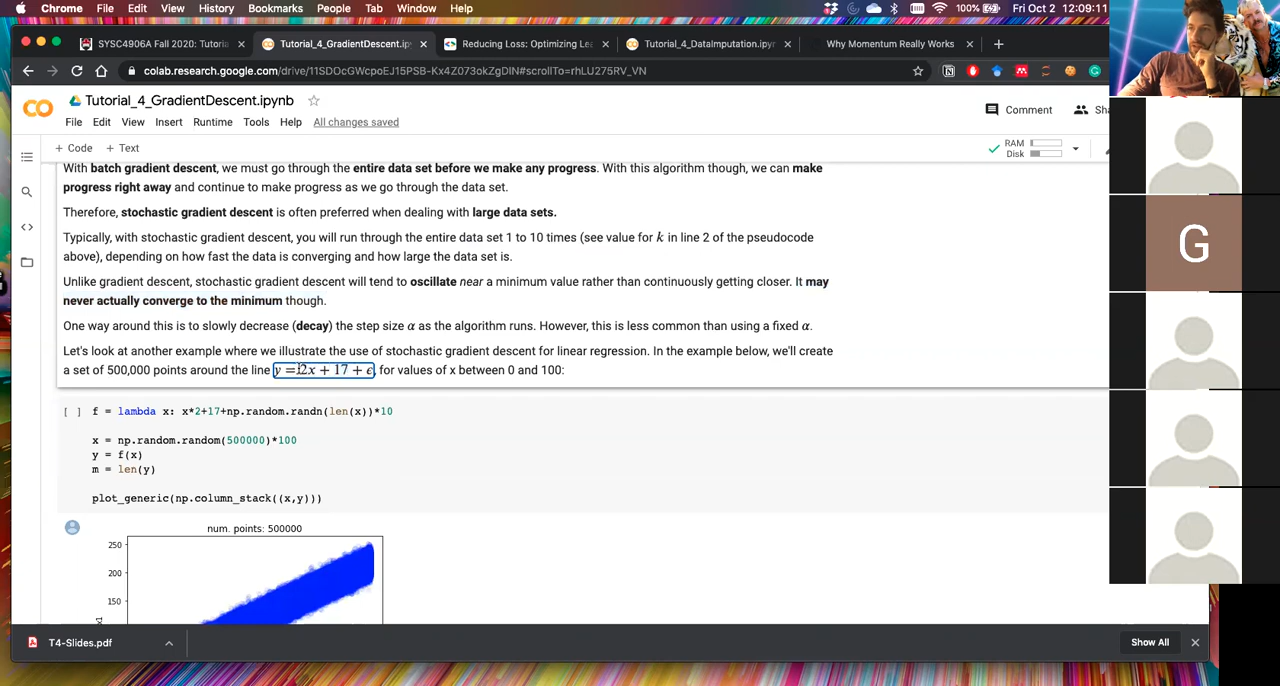 Chrome File Edit View History Bookmarks People Tab Window Help 100% Fri Oct 2 12:09:11
SYSC4906A Fall 2020: Tutoria Tutorial_4_GradientDescent.ip Reducing Loss: Optimizing Le Tutorial_4_DataImputation.ipyr Why Momentum Really Works
colab.research.google.com/drive/11SDOcGWcpoEJ15PSB-Kx4Z073okZgDIN#scrollTo=rhLU275RV_VN
Tutorial_4_GradientDescent.ipynb
Comment
File Edit View Insert Runtime Tools Help All changes saved
+ Code + Text
RAM
Disk
With batch gradient descent, we must go through the entire data set before we make any progress. With this algorithm though, we can make
progress right away and continue to make progress as we go through the data set.
Therefore, stochastic gradient descent is often preferred when dealing with large data sets.
Typically, with stochastic gradient descent, you will run through the entire data set 1 to 10 times (see value for k in line 2 of the pseudocode
above), depending on how fast the data is converging and how large the data set is.
Unlike gradient descent, stochastic gradient descent will tend to oscillate near a minimum value rather than continuously getting closer. It may
never actually converge to the minimum though.
One way around this is to slowly decrease (decay) the step size α as the algorithm runs. However, this is less common than using a fixed α.
Let's look at another example where we illustrate the use of stochastic gradient descent for linear regression. In the example below, we'll create
a set of 500,000 points around the line y = 2x + 17 + ϵ, for values of x between 0 and 100:
[ ] f = lambda x: x*2+17+np.random.randn(len(x))*10
x = np.random.random(500000)*100
y = f(x)
m = len(y)
plot_generic(np.column_stack((x,y)))
num. points: 500000
250
200
150
T4-Slides.pdf
Show All
G